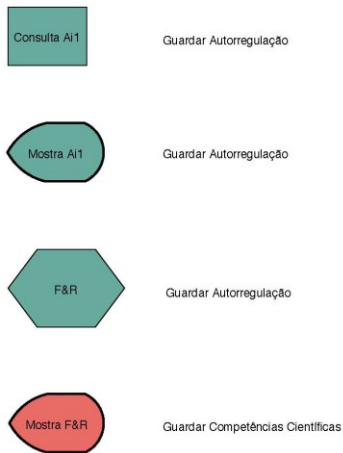 Consulta Ai1
Guardar Autorregulação
Mostra Ai1
Guardar Autorregulação
F&R
Guardar Autorregulação
Mostra F&R
Guardar Competências Científicas